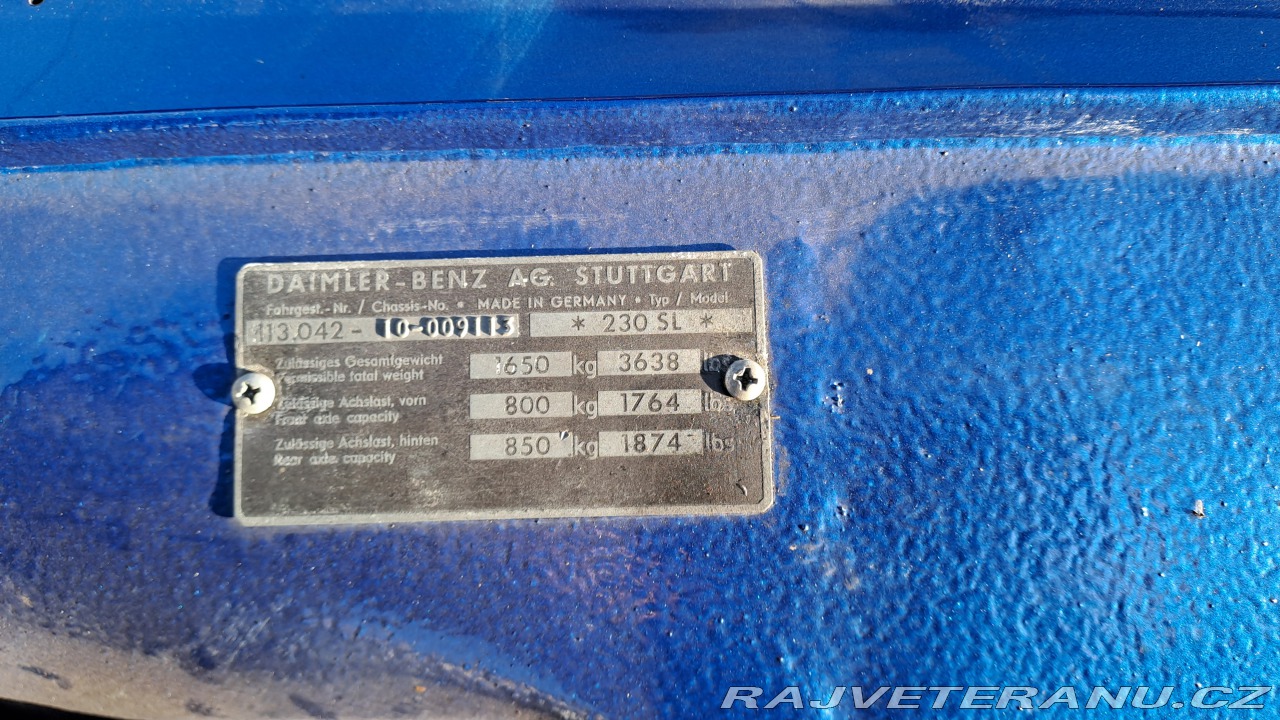 DAIMLER-BENZ A.G. STUTTGART
Fahrgest.-Nr. / Chassis-No. • MADE IN GERMANY • Typ / Model
113.042 - 10-009113 * 230 SL *
Zulässiges Gesamtgewicht 1650 kg 3638 lbs
Permissible total weight
Zulässige Achslast, vorn 800 kg 1764 lbs
Front axle capacity
Zulässige Achslast, hinten 850 kg 1874 lbs
Rear axle capacity
RAJVETERANU.CZ